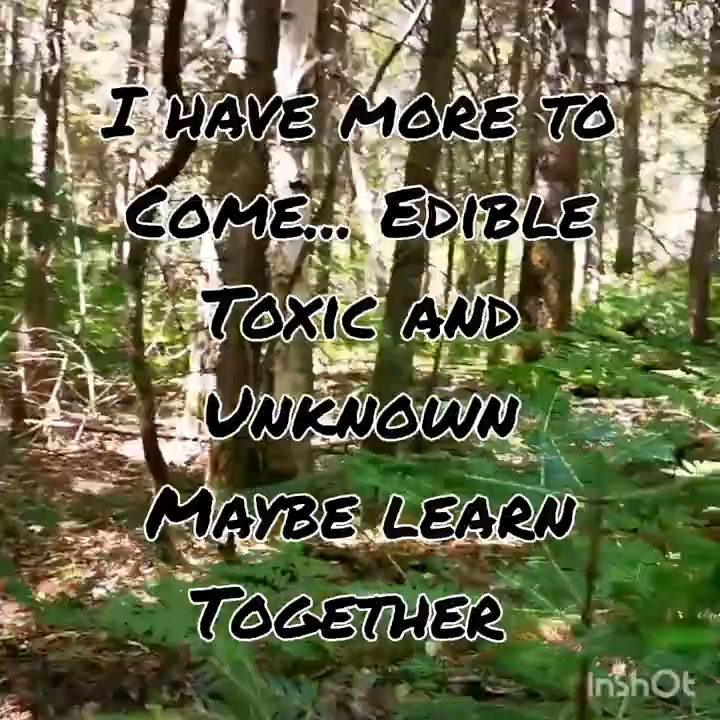 I have more to
Come... Edible
Toxic and
Unknown
Maybe learn
Together
InshOt